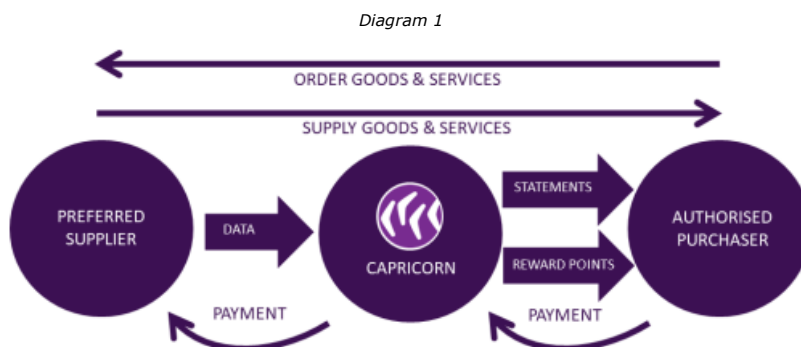 Diagram 1
ORDER GOODS & SERVICES
SUPPLY GOODS & SERVICES
PREFERRED
SUPPLIER
DATA
CAPRICORN
STATEMENTS
REWARD POINTS
AUTHORISED
PURCHASER
PAYMENT
PAYMENT